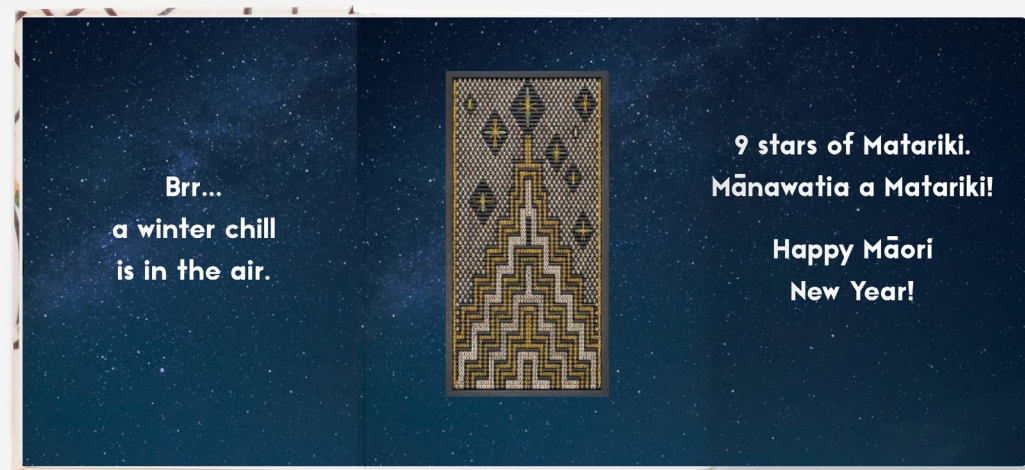 Brr...
a winter chill
is in the air.
9 stars of Matariki.
Mānawatia a Matariki!
Happy Māori
New Year!